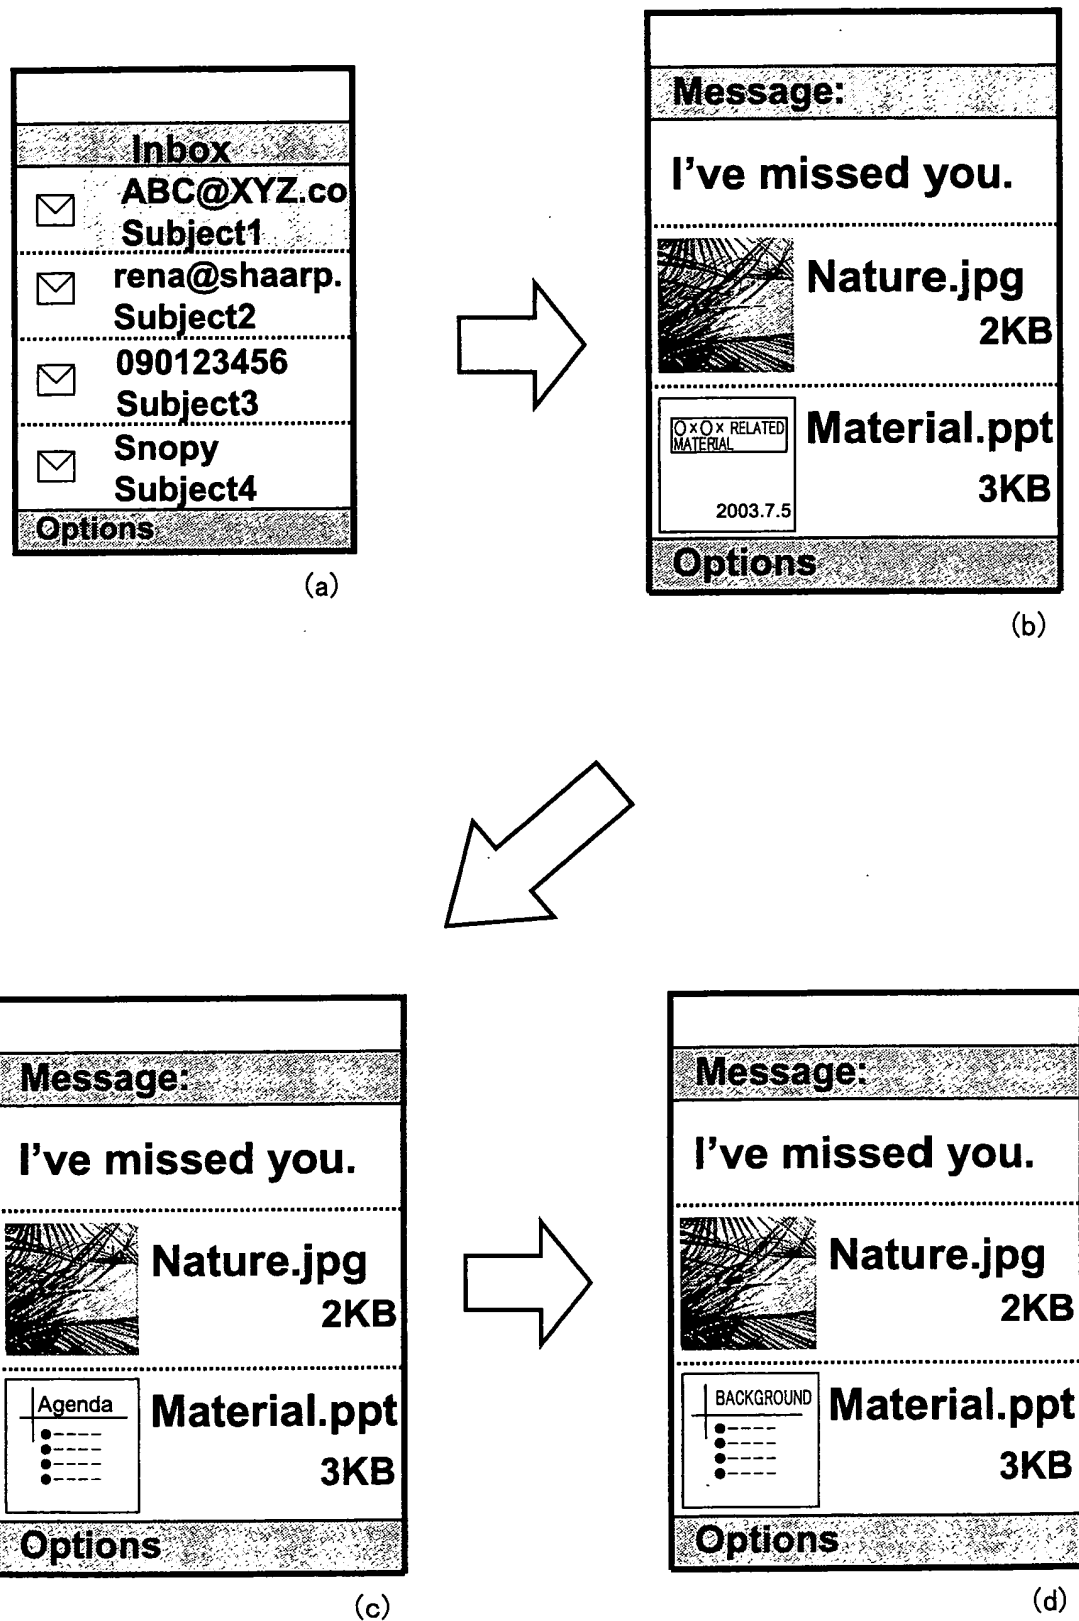 Inbox
ABC@XYZ.co
Subject1
rena@shaarp.
Subject2
090123456
Subject3
Snopy
Subject4
Options
(a)
Message:
I've missed you.
Nature.jpg
2KB
○×○× RELATED
MATERIAL
2003.7.5
Material.ppt
3KB
Options
(b)
Message:
I've missed you.
Nature.jpg
2KB
Agenda
Material.ppt
3KB
Options
(c)
Message:
I've missed you.
Nature.jpg
2KB
BACKGROUND
Material.ppt
3KB
Options
(d)